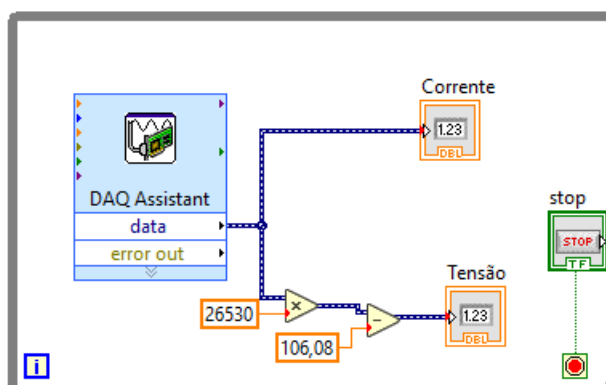 Corrente
1.23
DBL
DAQ Assistant
data
error out
stop
STOP
TF
Tensão
1.23
DBL
26530
106,08
i